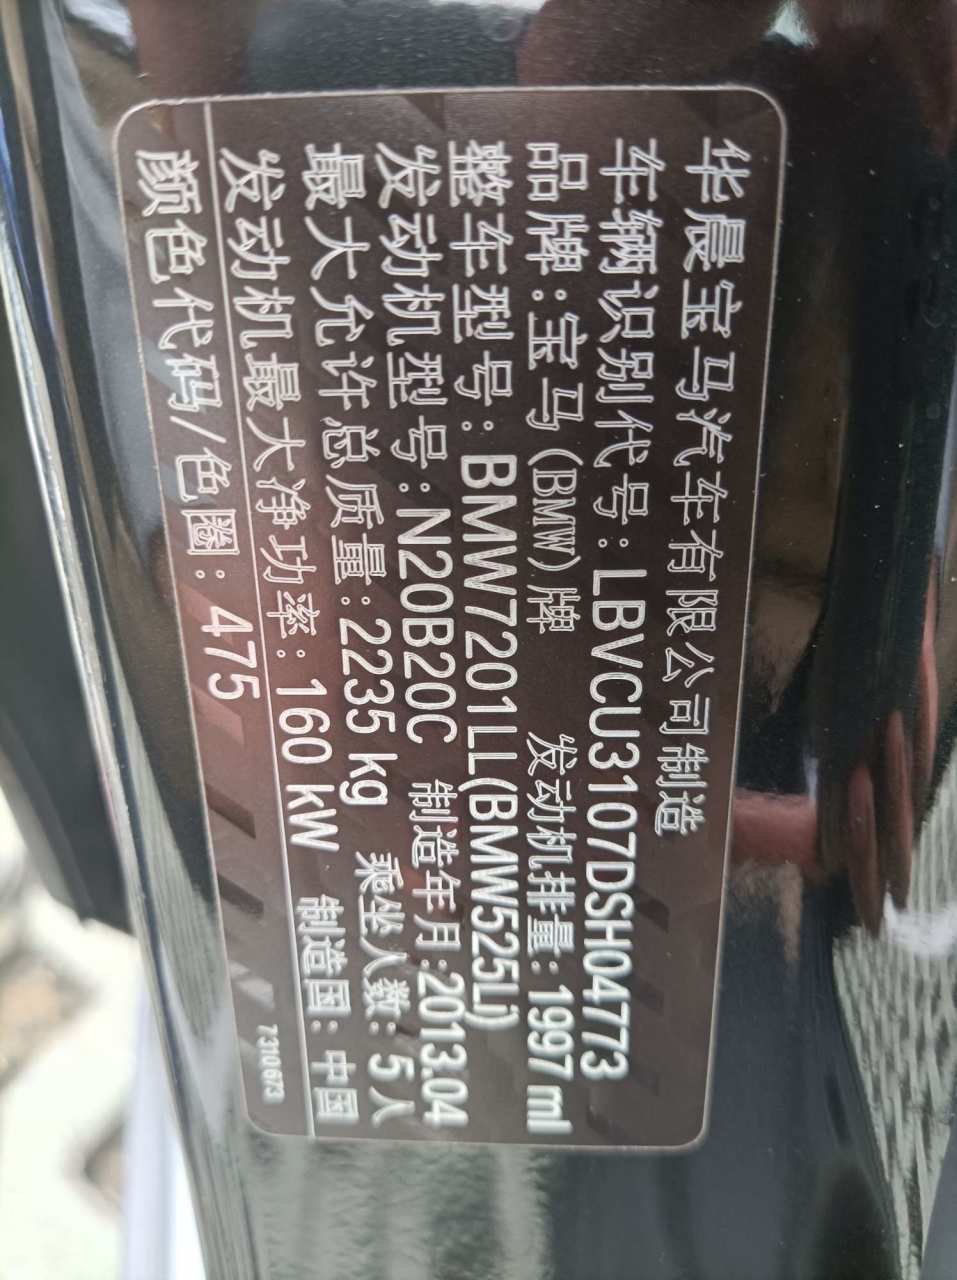 华晨宝马汽车有限公司制造
车辆识别代号：LBVCU3107DSH04773
品牌：宝马(BMW)牌 发动机排量：1997 ml
整车型号：BMW7201LL(BMW525Li)
发动机型号：N20B20C 制造年月：2013.04
最大允许总质量：2235 kg 乘坐人数：5人
发动机最大净功率：160 kW 制造国：中国
颜色代码/色圈：475 7310673